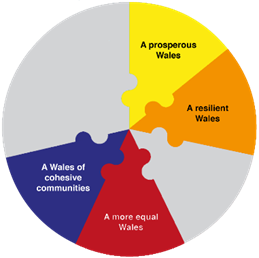 A prosperous
Wales
A resilient
Wales
A more equal
Wales
A Wales of
cohesive
communities